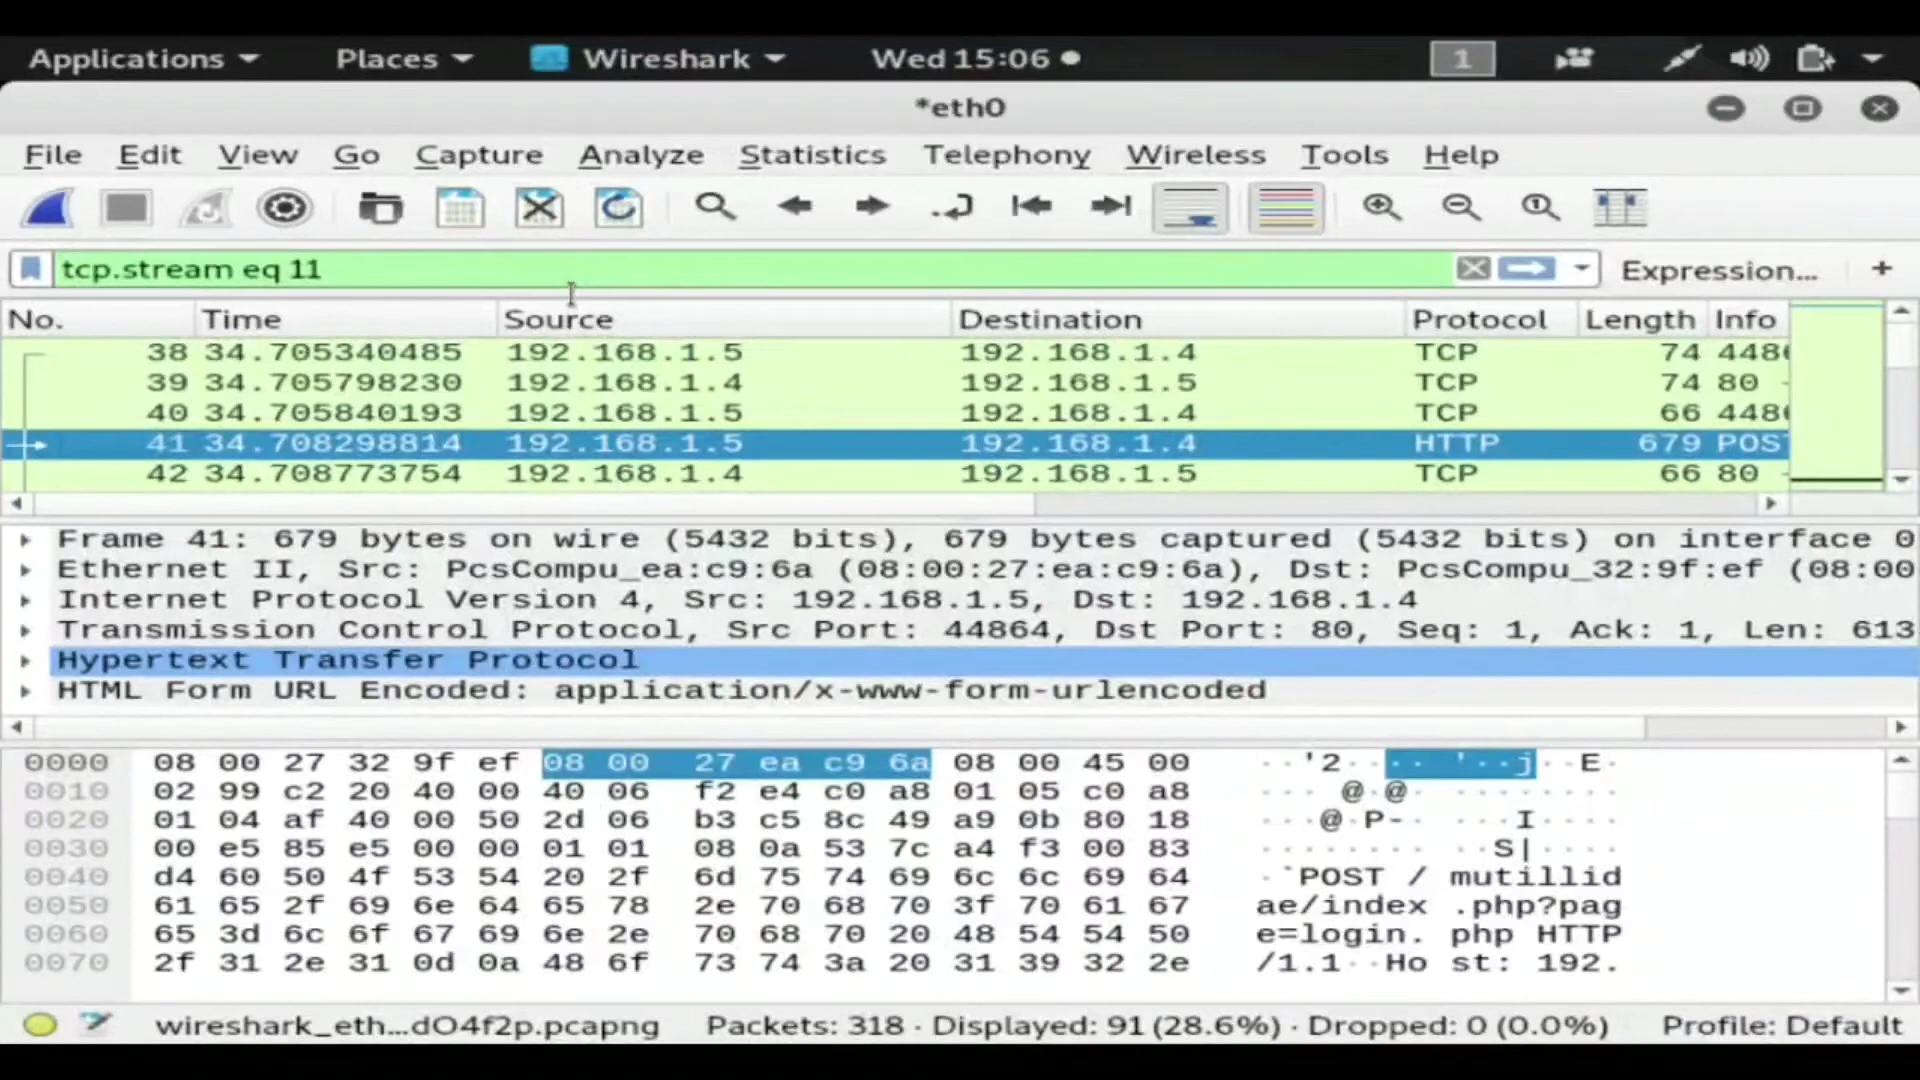 Applications Places Wireshark Wed 15:06 1
*eth0
File Edit View Go Capture Analyze Statistics Telephony Wireless Tools Help
tcp.stream eq 11 Expression... +
No. Time Source Destination Protocol Length Info
38 34.705340485 192.168.1.5 192.168.1.4 TCP 74 448
39 34.705798230 192.168.1.4 192.168.1.5 TCP 74 80 -
40 34.705840193 192.168.1.5 192.168.1.4 TCP 66 448
41 34.708298814 192.168.1.5 192.168.1.4 HTTP 679 POST
42 34.708773754 192.168.1.4 192.168.1.5 TCP 66 80 -
Frame 41: 679 bytes on wire (5432 bits), 679 bytes captured (5432 bits) on interface 0
Ethernet II, Src: PcsCompu_ea:c9:6a (08:00:27:ea:c9:6a), Dst: PcsCompu_32:9f:ef (08:00
Internet Protocol Version 4, Src: 192.168.1.5, Dst: 192.168.1.4
Transmission Control Protocol, Src Port: 44864, Dst Port: 80, Seq: 1, Ack: 1, Len: 613
Hypertext Transfer Protocol
HTML Form URL Encoded: application/x-www-form-urlencoded
0000 08 00 27 32 9f ef 08 00 27 ea c9 6a 08 00 45 00 ··'2···· '··j··E·
0010 02 99 c2 20 40 00 40 06 f2 e4 c0 a8 01 05 c0 a8 ··· @·@· ········
0020 01 04 af 40 00 50 2d 06 b3 c5 8c 49 a9 0b 80 18 ···@·P-· ···I····
0030 00 e5 85 e5 00 00 01 01 08 0a 53 7c a4 f3 00 83 ········ ··S|····
0040 d4 60 50 4f 53 54 20 2f 6d 75 74 69 6c 6c 69 64 ·`POST / mutillid
0050 61 65 2f 69 6e 64 65 78 2e 70 68 70 3f 70 61 67 ae/index .php?pag
0060 65 3d 6c 6f 67 69 6e 2e 70 68 70 20 48 54 54 50 e=login. php HTTP
0070 2f 31 2e 31 0d 0a 48 6f 73 74 3a 20 31 39 32 2e /1.1··Ho st: 192.
wireshark_eth...dO4f2p.pcapng Packets: 318 · Displayed: 91 (28.6%) · Dropped: 0 (0.0%) Profile: Default